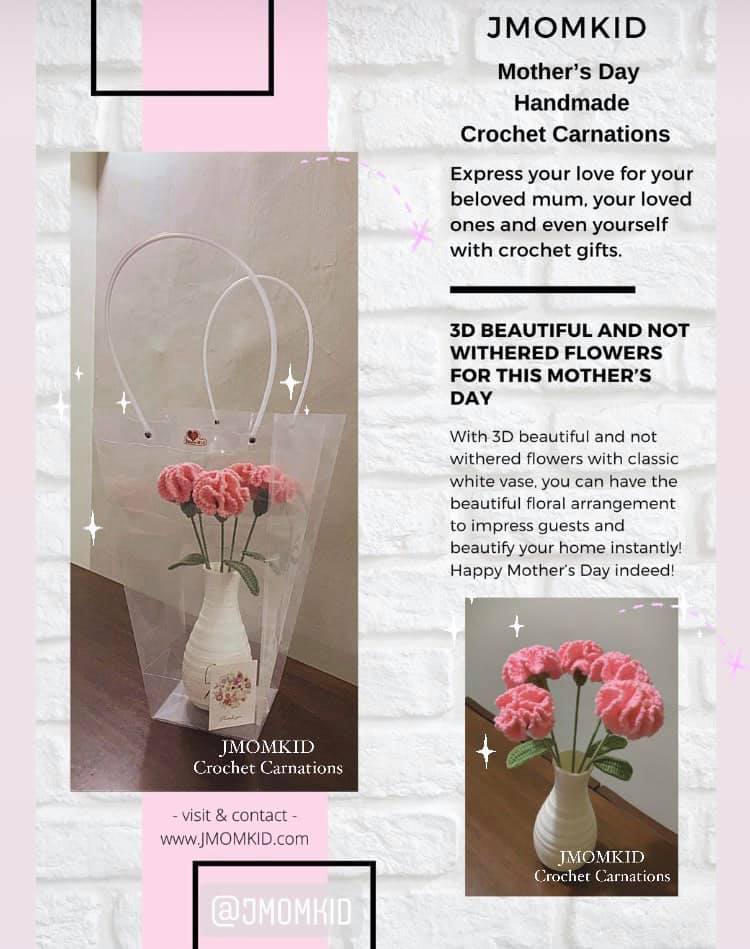 JMOMKID
Mother's Day
Handmade
Crochet Carnations
Express your love for your
beloved mum, your loved
ones and even yourself
with crochet gifts.
3D BEAUTIFUL AND NOT
WITHERED FLOWERS
FOR THIS MOTHER'S
DAY
With 3D beautiful and not
withered flowers with classic
white vase, you can have the
beautiful floral arrangement
to impress guests and
beautify your home instantly!
Happy Mother's Day indeed!
JMOMKID
Crochet Carnations
JMOMKID
Crochet Carnations
- visit & contact -
www.JMOMKID.com
@JMOMKID